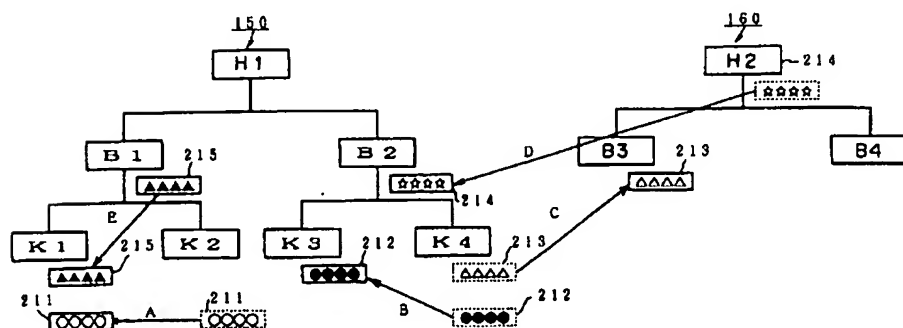 150 160
H1 H2 214
☆☆☆☆
B1 B2 D B3 B4
215 213
▲▲▲▲ ☆☆☆☆ △△△△
214
E C
K1 K2 K3 K4
215 212 213
▲▲▲▲ ●●●● △△△△
211 211 212
○○○○ A ○○○○ B ●●●●